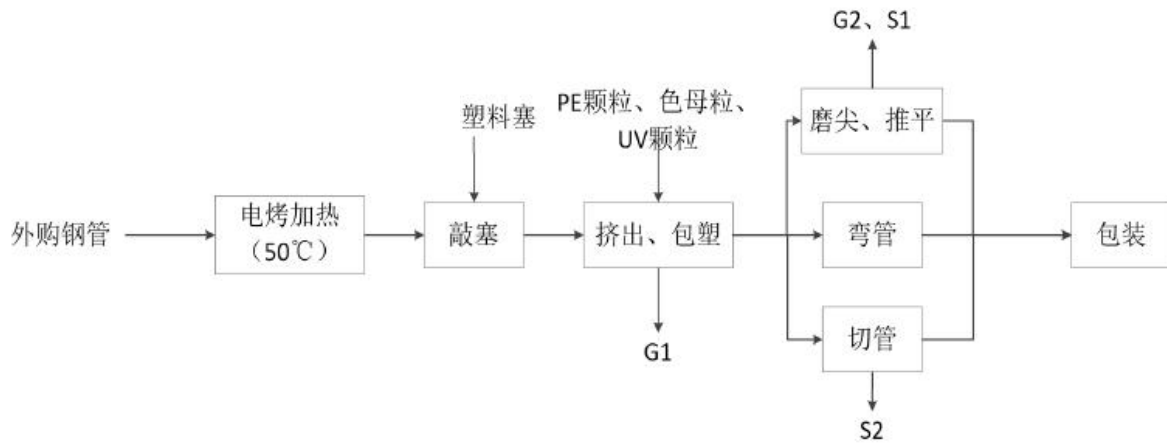 G2、S1
PE颗粒、色母粒、
UV颗粒
塑料塞
磨尖、推平
外购钢管
电烤加热
（50℃）
敲塞
挤出、包塑
弯管
包装
切管
G1
S2